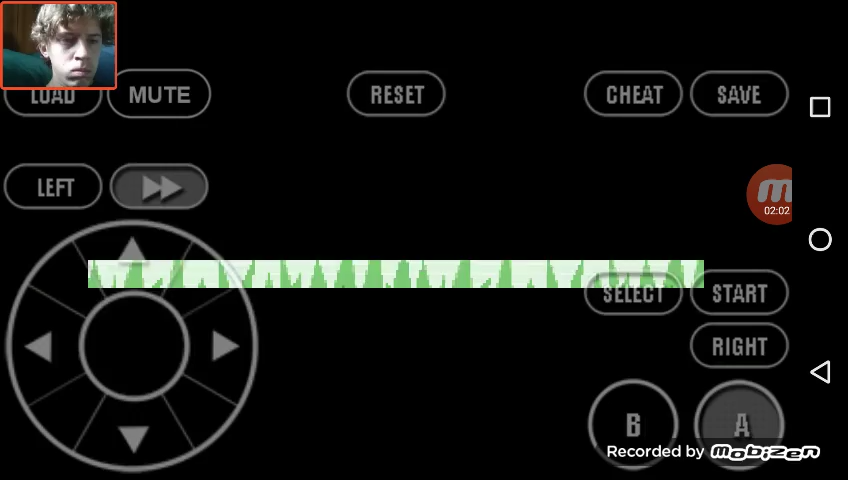 LOAD
MUTE
RESET
CHEAT
SAVE
LEFT
m
02:02
SELECT
START
RIGHT
B
A
Recorded by mobizen